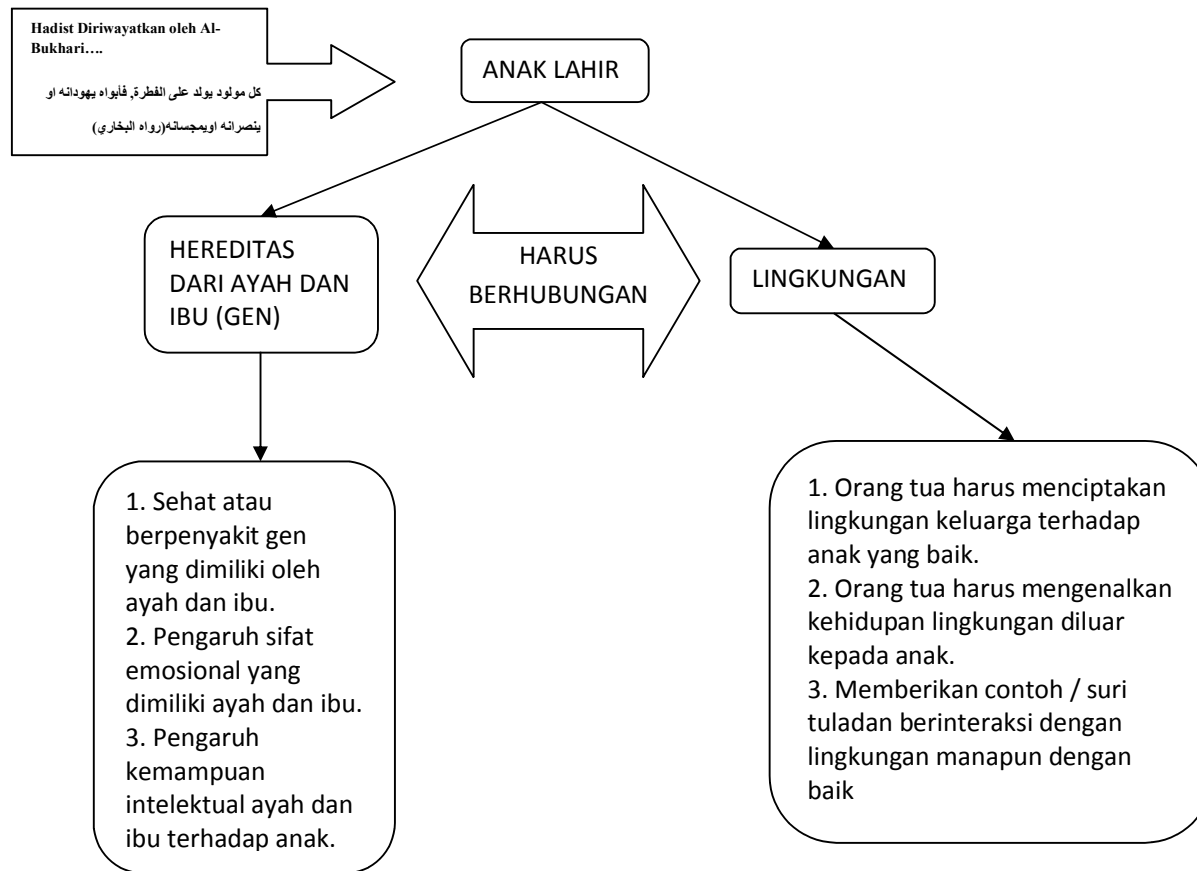 Hadist Diriwayatkan oleh Al-
Bukhari….
كل مولود يولد على الفطرة, فأبواه يهودانه او
ينصرانه اويمجسانه(رواه البخاري)
ANAK LAHIR
HEREDITAS
DARI AYAH DAN
IBU (GEN)
HARUS
BERHUBUNGAN
LINGKUNGAN
1. Sehat atau
berpenyakit gen
yang dimiliki oleh
ayah dan ibu.
2. Pengaruh sifat
emosional yang
dimiliki ayah dan ibu.
3. Pengaruh
kemampuan
intelektual ayah dan
ibu terhadap anak.
1. Orang tua harus menciptakan
lingkungan keluarga terhadap
anak yang baik.
2. Orang tua harus mengenalkan
kehidupan lingkungan diluar
kepada anak.
3. Memberikan contoh / suri
tuladan berinteraksi dengan
lingkungan manapun dengan
baik